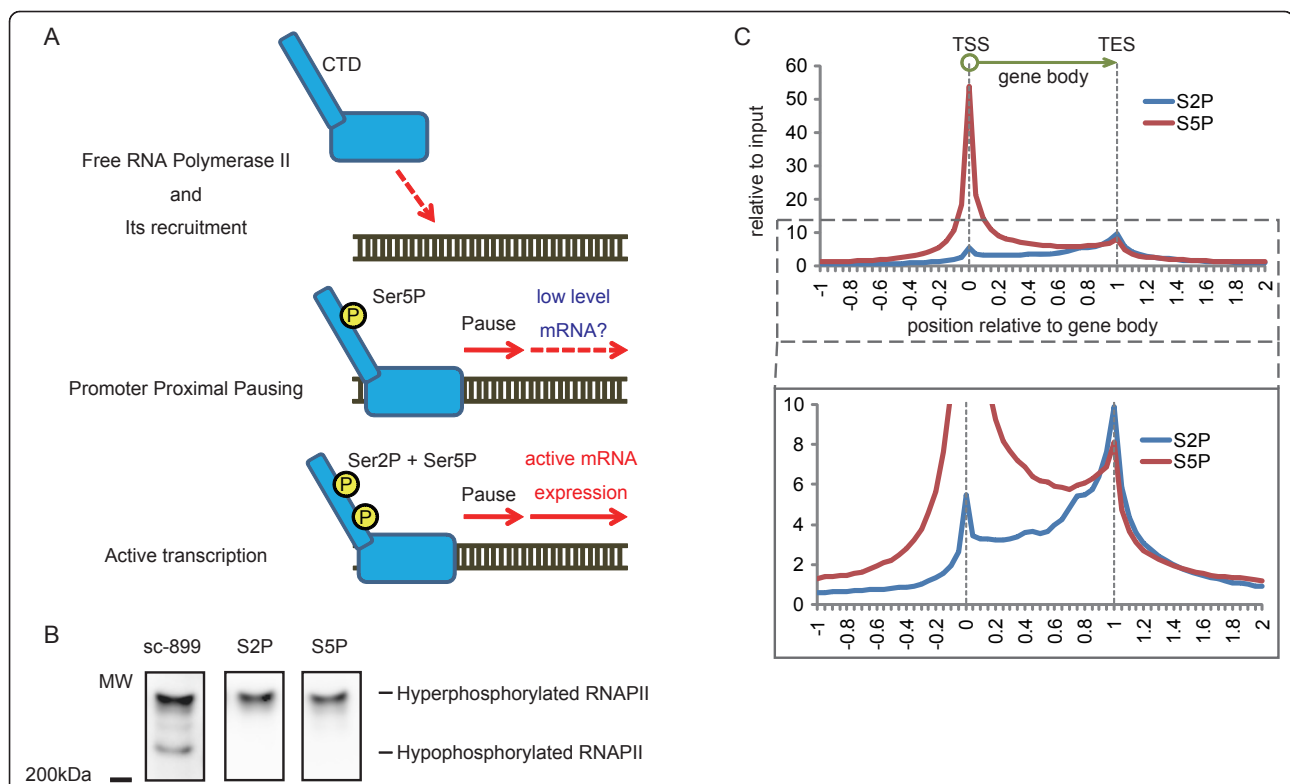 A
CTD
Free RNA Polymerase II
and
Its recruitment
Ser5P
P
Pause
low level
mRNA?
Promoter Proximal Pausing
Ser2P + Ser5P
P
P
Pause
active mRNA
expression
Active transcription
B
sc-899 S2P S5P
MW
Hyperphosphorylated RNAPII
Hypophosphorylated RNAPII
200kDa
C
TSS TES
gene body
relative to input
60
50
40
30
20
10
0
S2P
S5P
-1 -0.8 -0.6 -0.4 -0.2 0 0.2 0.4 0.6 0.8 1 1.2 1.4 1.6 1.8 2
position relative to gene body
10
8
6
4
2
0
S2P
S5P
-1 -0.8 -0.6 -0.4 -0.2 0 0.2 0.4 0.6 0.8 1 1.2 1.4 1.6 1.8 2